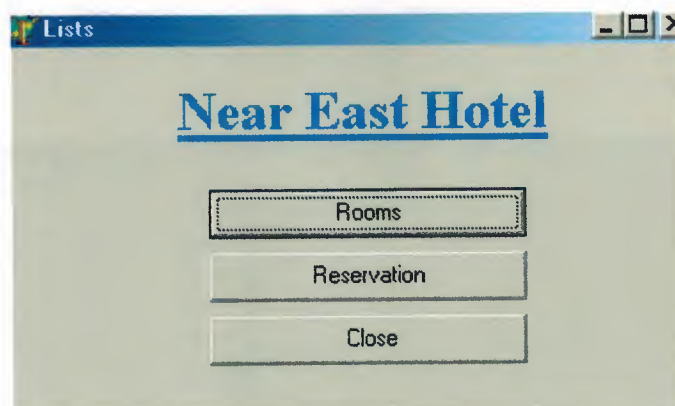 Lists
Near East Hotel
Rooms
Reservation
Close